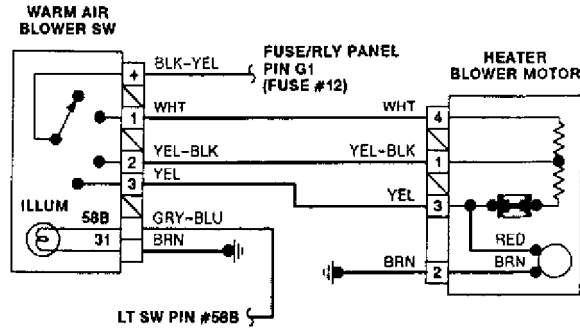 WARM AIR
BLOWER SW
FUSE/RLY PANEL
PIN G1
(FUSE #12)
HEATER
BLOWER MOTOR
+ BLK-YEL
1 WHT WHT 4
2 YEL-BLK YEL-BLK 1
3 YEL YEL 3
ILLUM
58B GRY-BLU
31 BRN
RED
BRN 2 BRN
LT SW PIN #58B